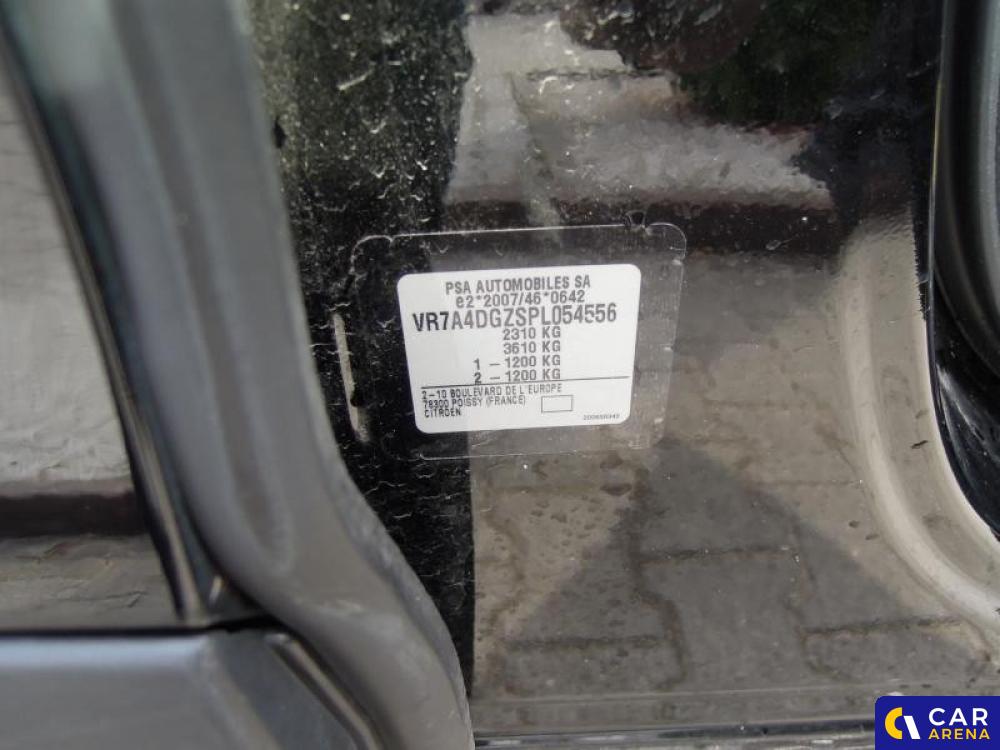 PSA AUTOMOBILES SA
e2*2007/46*0642
VR7A4DGZSPL054556
2310 KG
3610 KG
1 - 1200 KG
2 - 1200 KG
2-10 BOULEVARD DE L'EUROPE
78300 POISSY (FRANCE)
CITROEN
CAR
ARENA